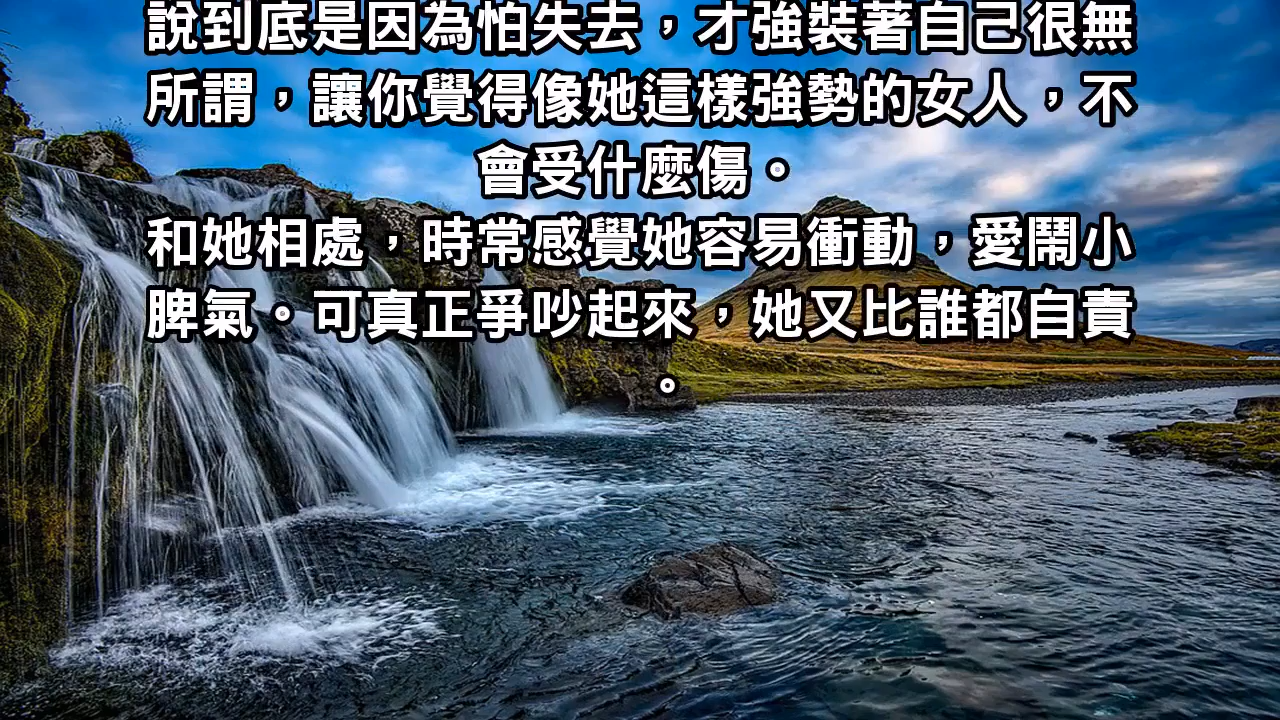 說到底是因為怕失去，才強裝著自己很無
所謂，讓你覺得像她這樣強勢的女人，不
會受什麼傷。
和她相處，時常感覺她容易衝動，愛鬧小
脾氣。可真正爭吵起來，她又比誰都自責
。